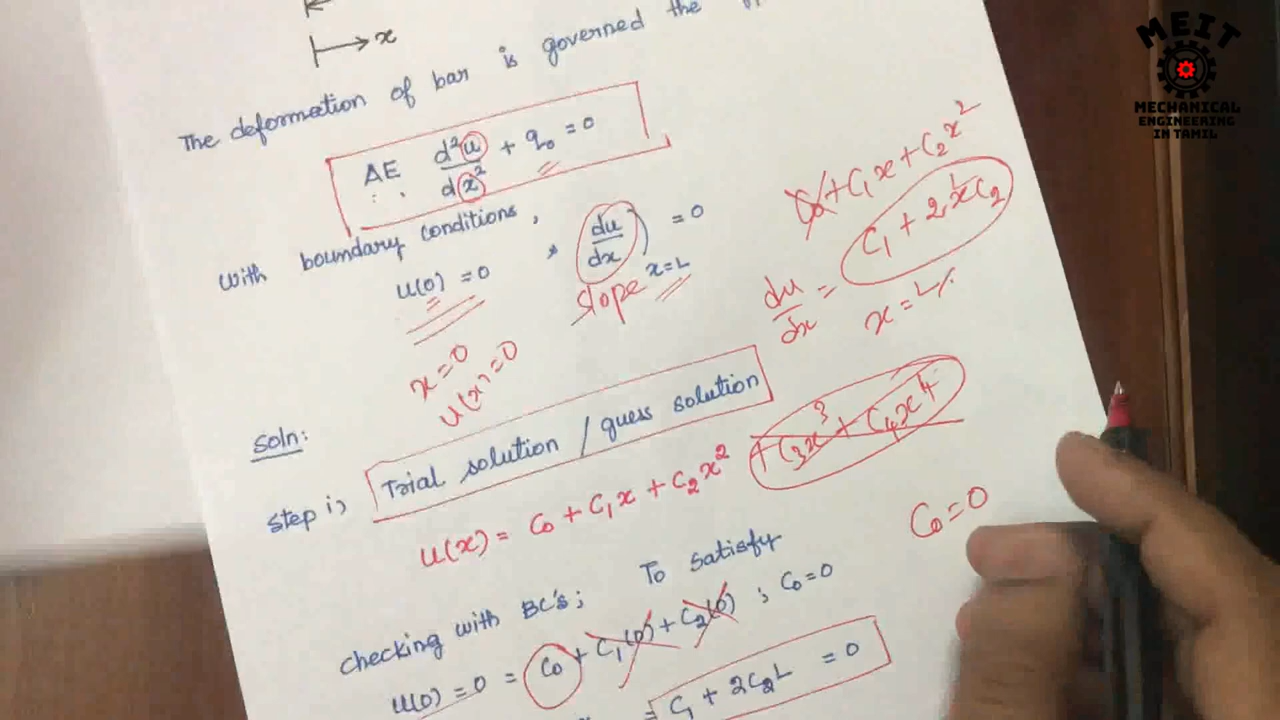 x
The deformation of bar is governed the
AE d²u/dx² + q₀ = 0
With boundary conditions,
u(0) = 0 , du/dx) x=L = 0
slope
x=0
u(x)=0
C₀ + C₁x + C₂x²
C₁ + 2xC₂
du/dx =
x = L
Soln:
Step i) Trial solution / guess solution
u(x) = C₀ + C₁x + C₂x² + C₃x³ + C₄x⁴
C₀ = 0
checking with BC's; To satisfy
u(0) = 0 = C₀ + C₁(0) + C₂(0) ; C₀ = 0
= C₁ + 2C₂L = 0
MEIT
MECHANICAL
ENGINEERING
IN TAMIL